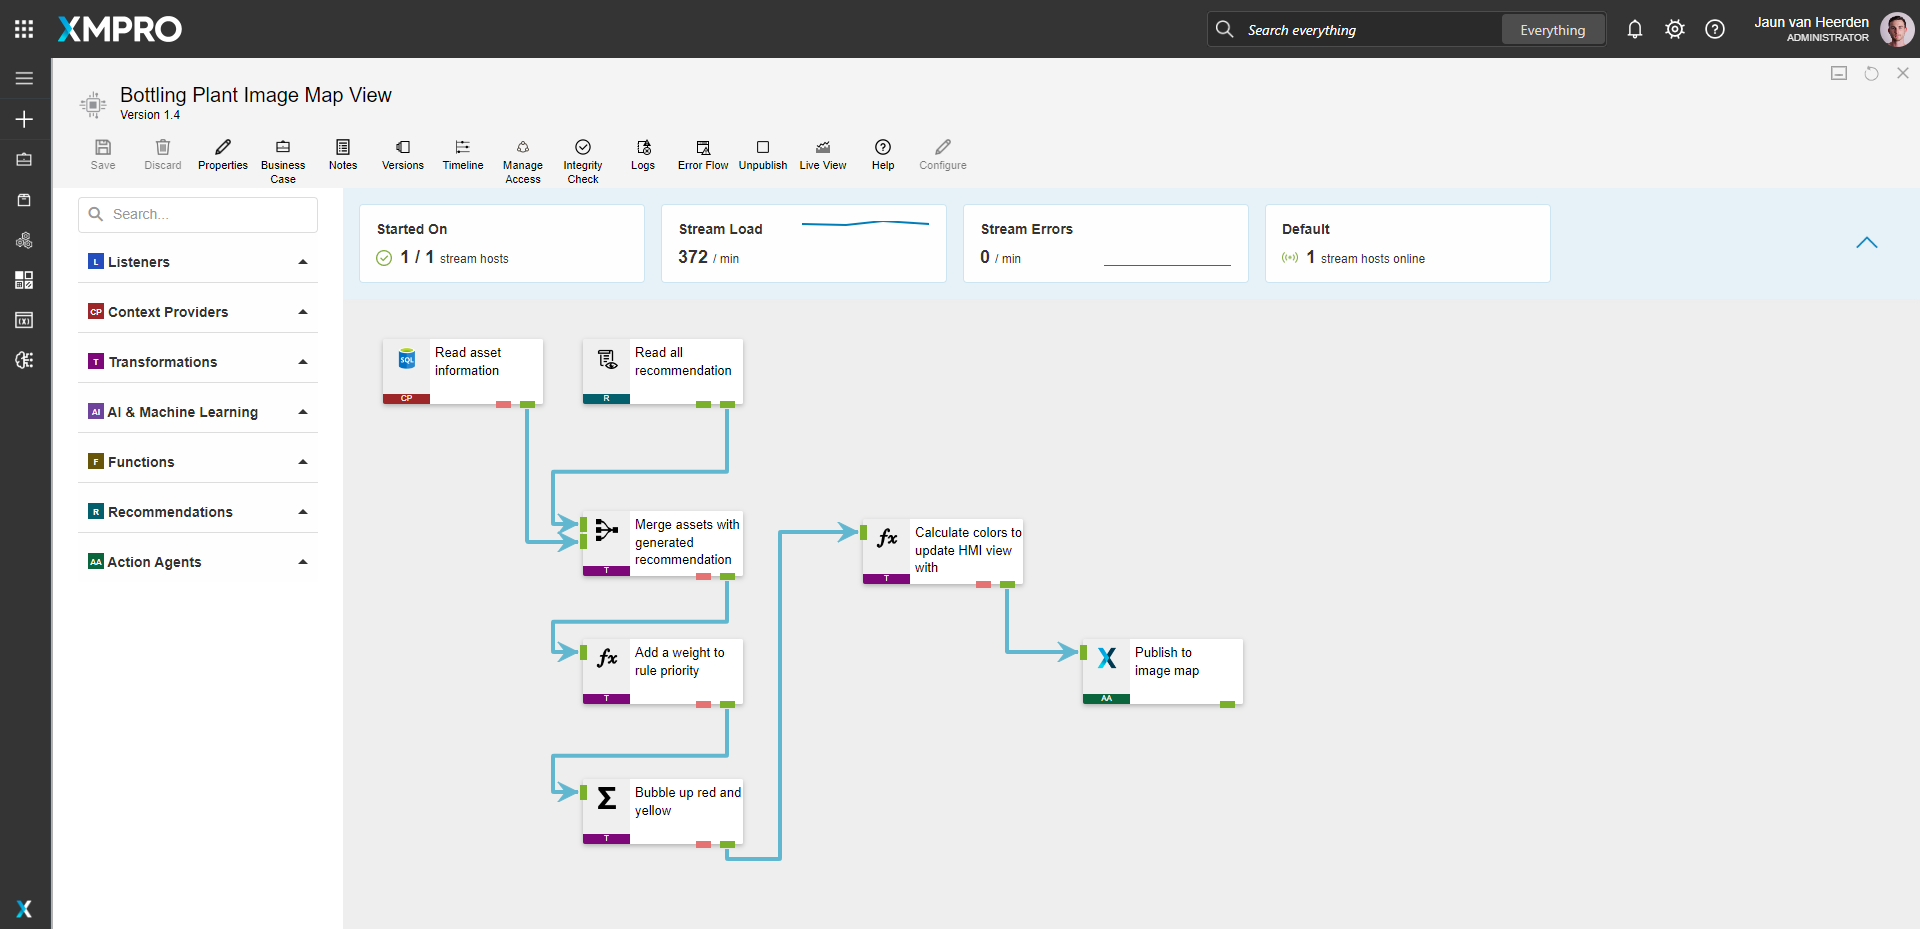 XMPRO
Search everything
Everything
Jaun van Heerden
ADMINISTRATOR
Bottling Plant Image Map View
Version 1.4
Save
Discard
Properties
Business
Case
Notes
Versions
Timeline
Manage
Access
Integrity
Check
Logs
Error Flow
Unpublish
Live View
Help
Configure
Search...
L Listeners
CP Context Providers
T Transformations
AI AI & Machine Learning
F Functions
R Recommendations
AA Action Agents
Started On
1 / 1 stream hosts
Stream Load
372 / min
Stream Errors
0 / min
Default
1 stream hosts online
SQL
Read asset
information
CP
Read all
recommendation
R
Merge assets with
generated
recommendation
T
fx
Calculate colors to
update HMI view
with
T
fx
Add a weight to
rule priority
T
X
Publish to
image map
AA
Σ
Bubble up red and
yellow
T
X